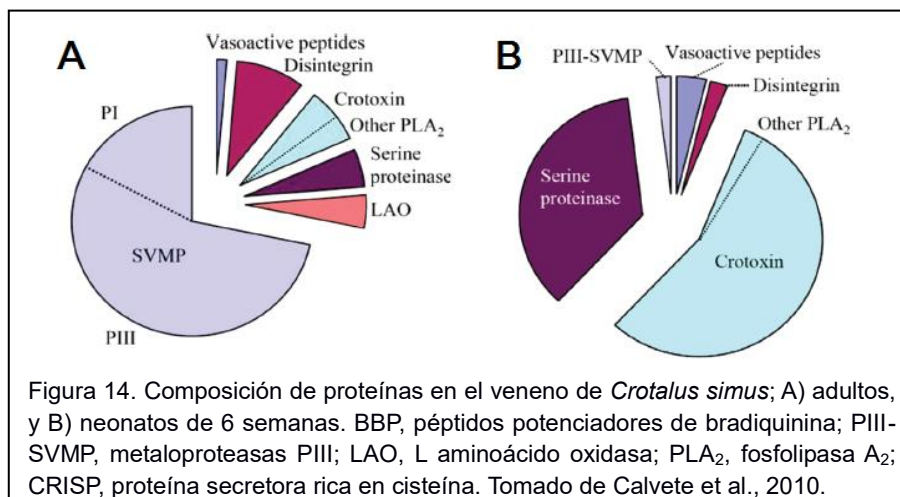 A
Vasoactive peptides
Disintegrin
Crotoxin
Other PLA₂
Serine
proteinase
LAO
PI
SVMP
PIII
B
PIII-SVMP
Vasoactive peptides
Disintegrin
Other PLA₂
Serine
proteinase
Crotoxin
Figura 14. Composición de proteínas en el veneno de Crotalus simus; A) adultos,
y B) neonatos de 6 semanas. BBP, péptidos potenciadores de bradiquinina; PIII-
SVMP, metaloproteasas PIII; LAO, L aminoácido oxidasa; PLA₂, fosfolipasa A₂;
CRISP, proteína secretora rica en cisteína. Tomado de Calvete et al., 2010.